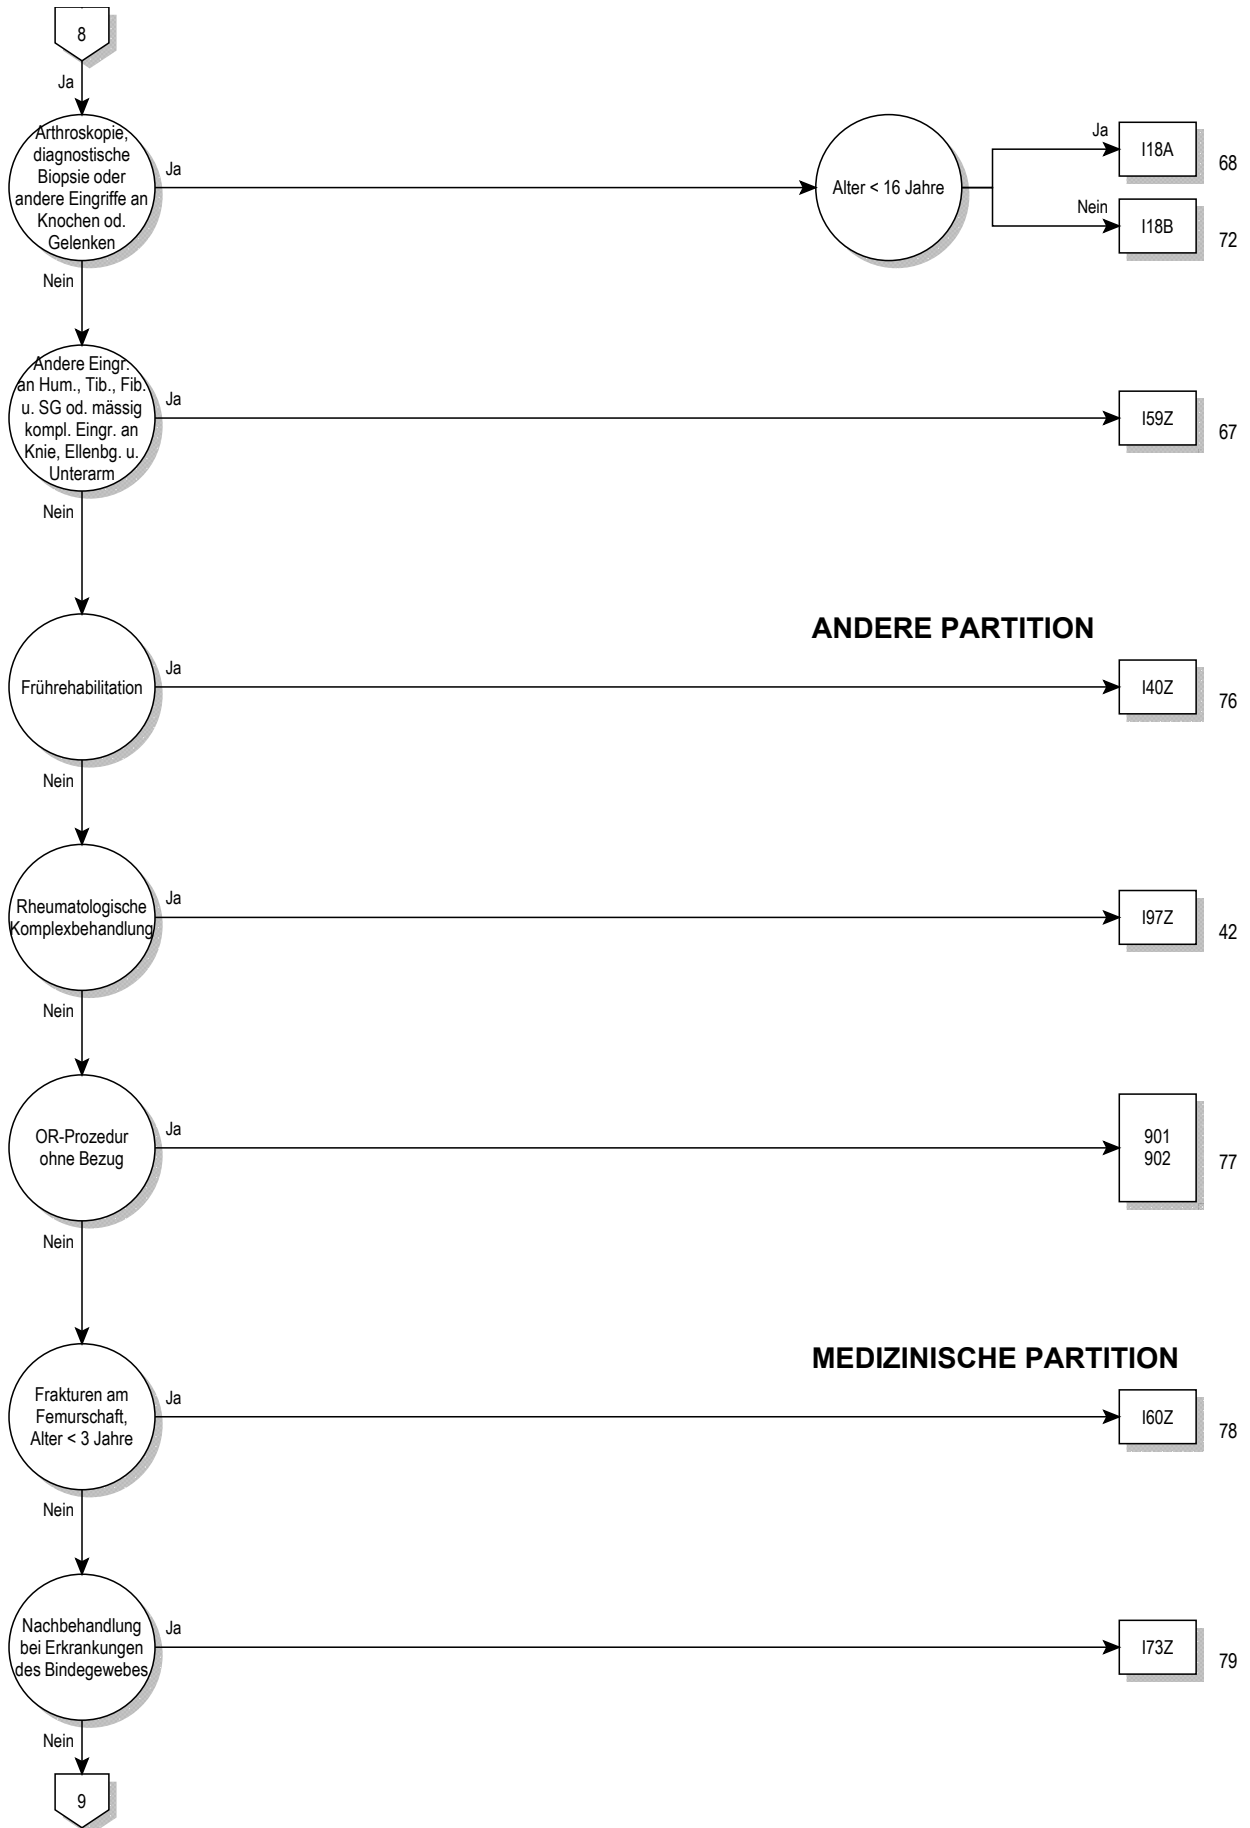 8
Ja
Arthroskopie,
diagnostische
Biopsie oder
andere Eingriffe an
Knochen od.
Gelenken
Ja
Alter < 16 Jahre
Ja
I18A
68
Nein
I18B
72
Nein
Andere Eingr.
an Hum., Tib., Fib.
u. SG od. mässig
kompl. Eingr. an
Knie, Ellenbg. u.
Unterarm
Ja
I59Z
67
Nein
ANDERE PARTITION
Frührehabilitation
Ja
I40Z
76
Nein
Rheumatologische
Komplexbehandlung
Ja
I97Z
42
Nein
OR-Prozedur
ohne Bezug
Ja
901
902
77
Nein
MEDIZINISCHE PARTITION
Frakturen am
Femurschaft,
Alter < 3 Jahre
Ja
I60Z
78
Nein
Nachbehandlung
bei Erkrankungen
des Bindegewebes
Ja
I73Z
79
Nein
9